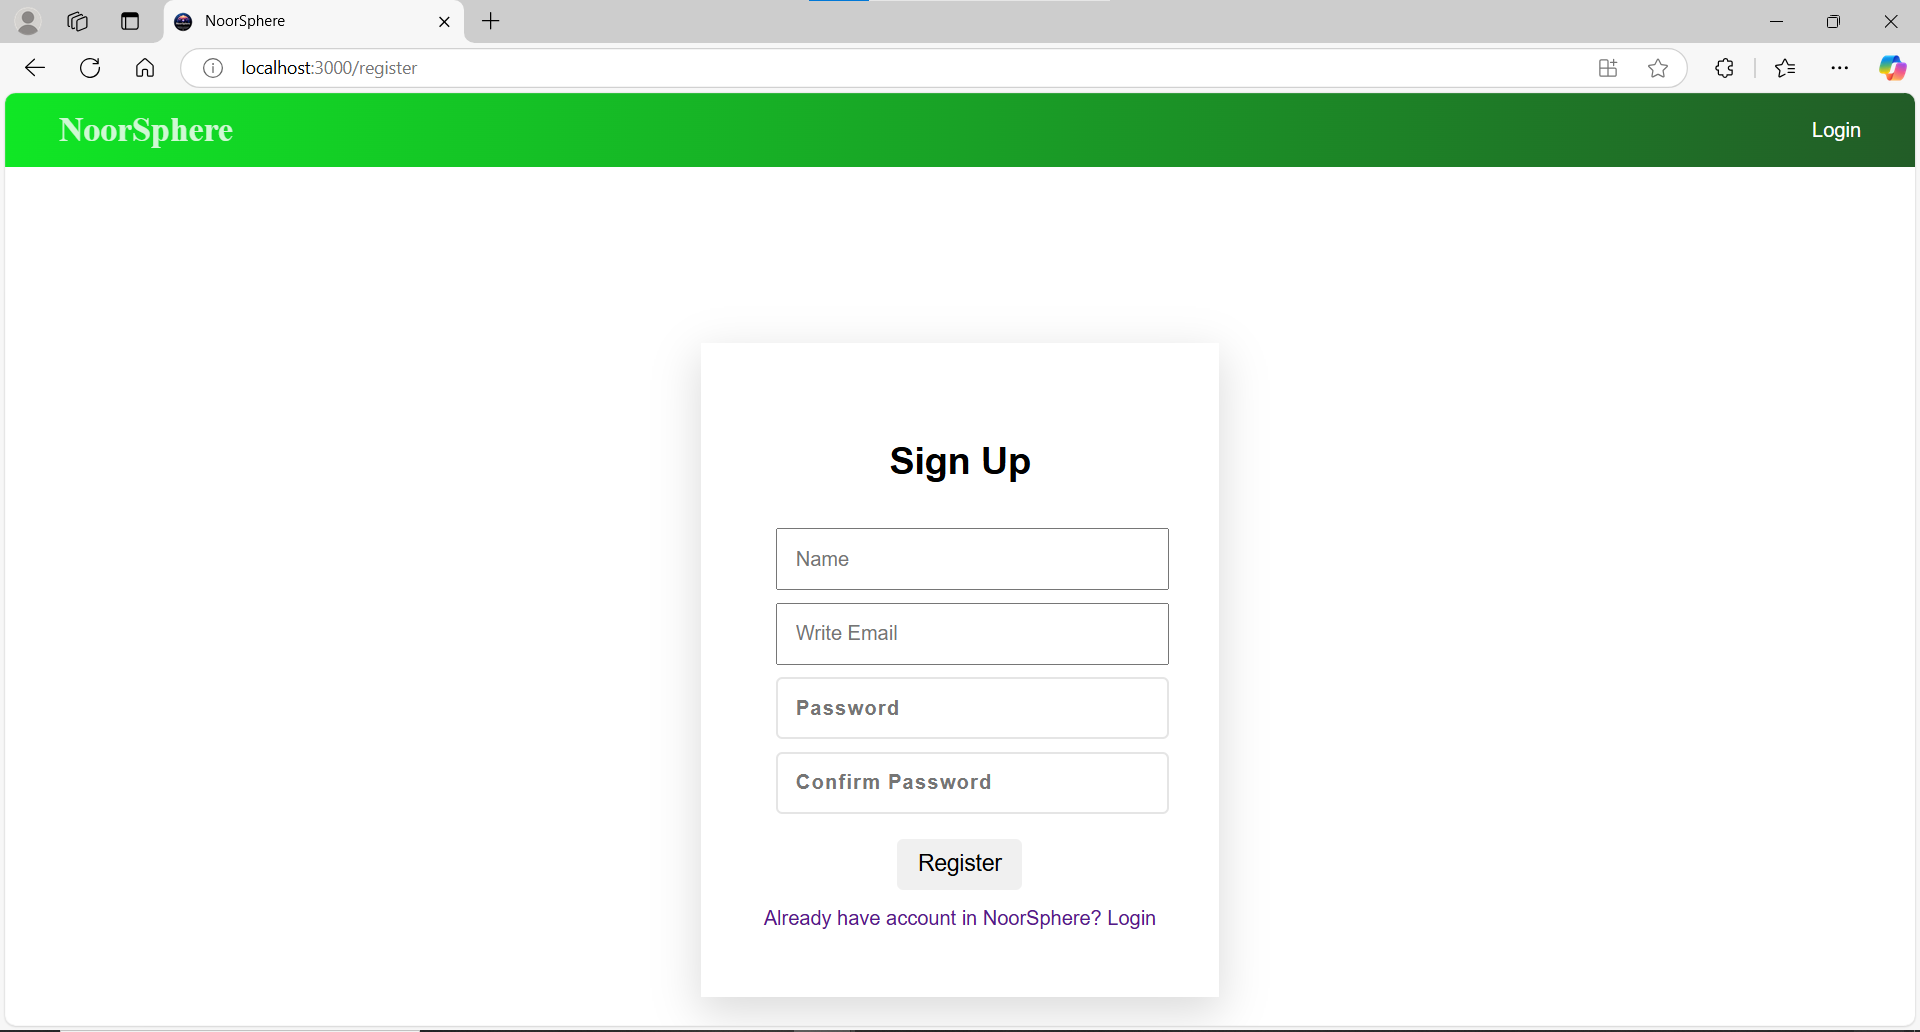 NoorSphere
localhost:3000/register
NoorSphere
Login
Sign Up
Name
Write Email
Password
Confirm Password
Register
Already have account in NoorSphere? Login